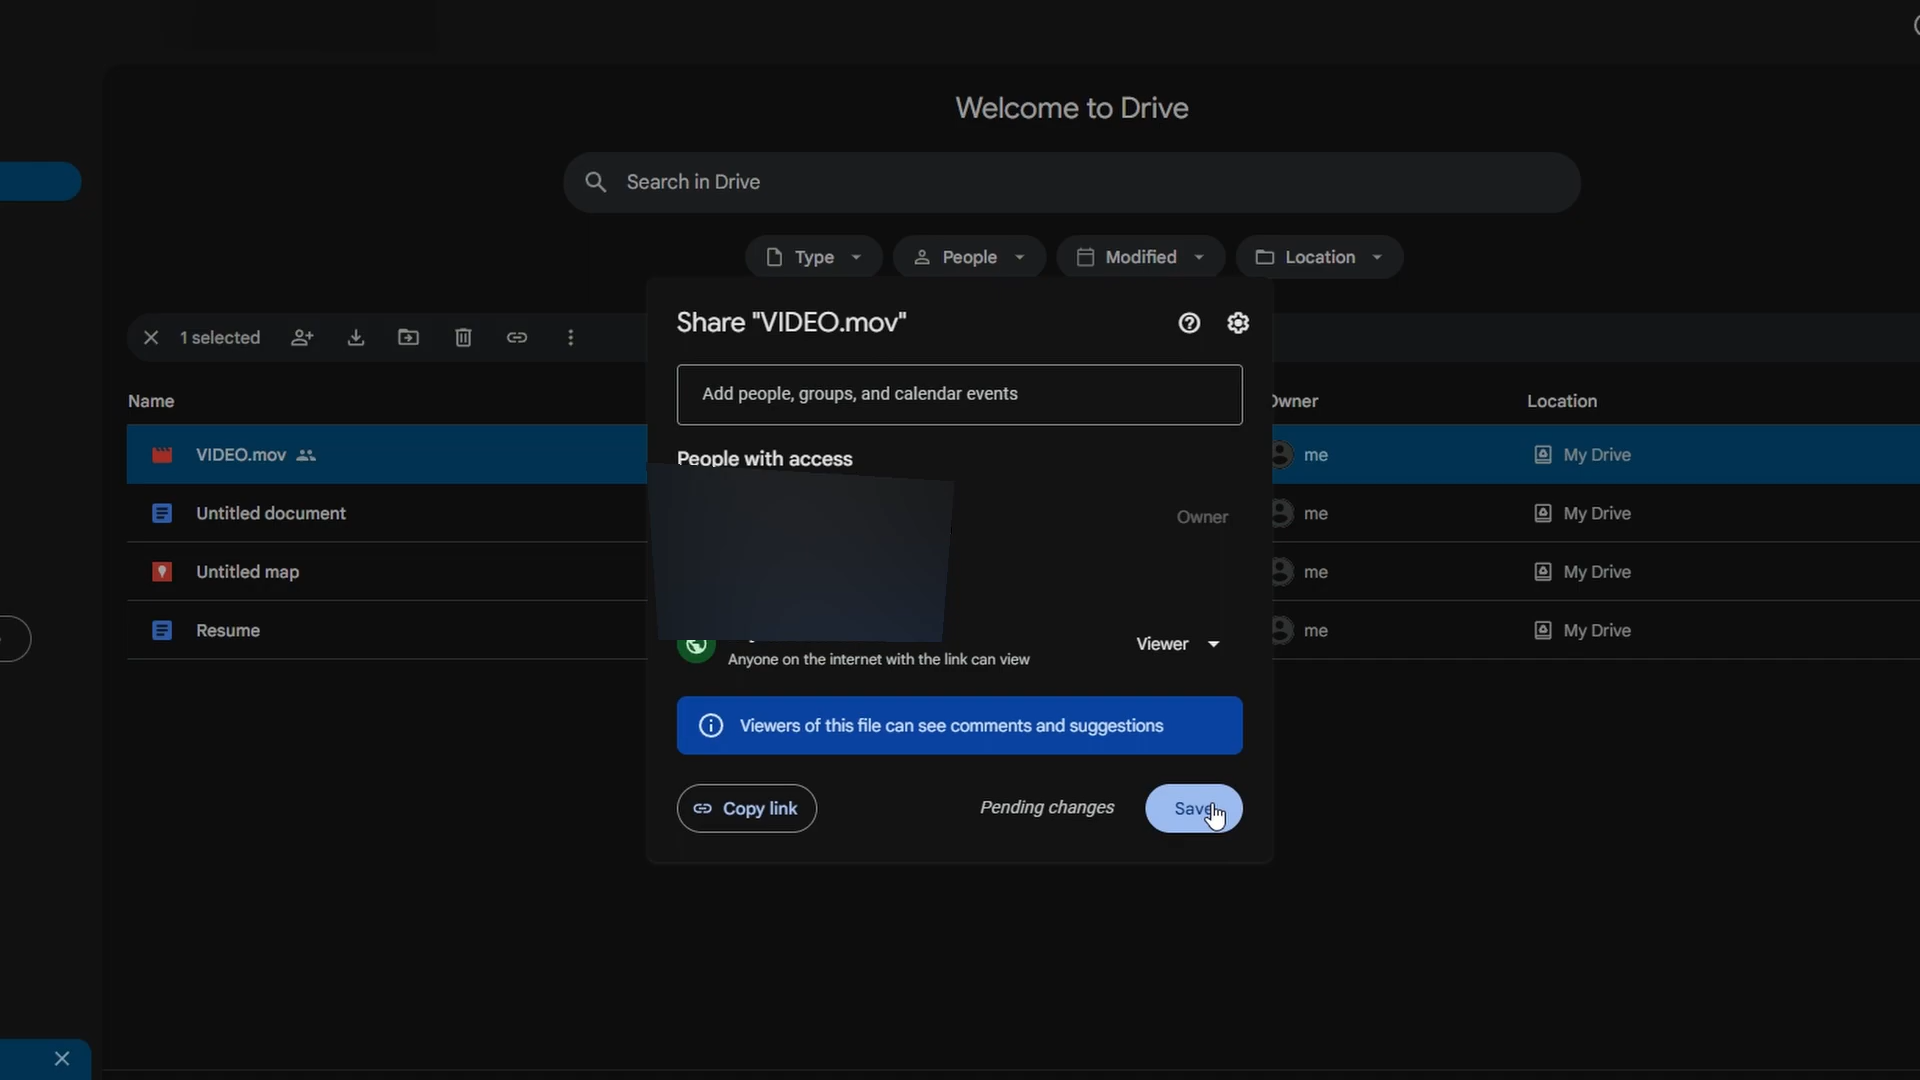 Welcome to Drive
Search in Drive
Type
People
Modified
Location
Share "VIDEO.mov"
1 selected
Add people, groups, and calendar events
Name
Owner
Location
People with access
VIDEO.mov
me
My Drive
Untitled document
Owner
me
My Drive
Untitled map
me
My Drive
Resume
me
My Drive
Viewer
Anyone on the internet with the link can view
Viewers of this file can see comments and suggestions
Copy link
Pending changes
Save